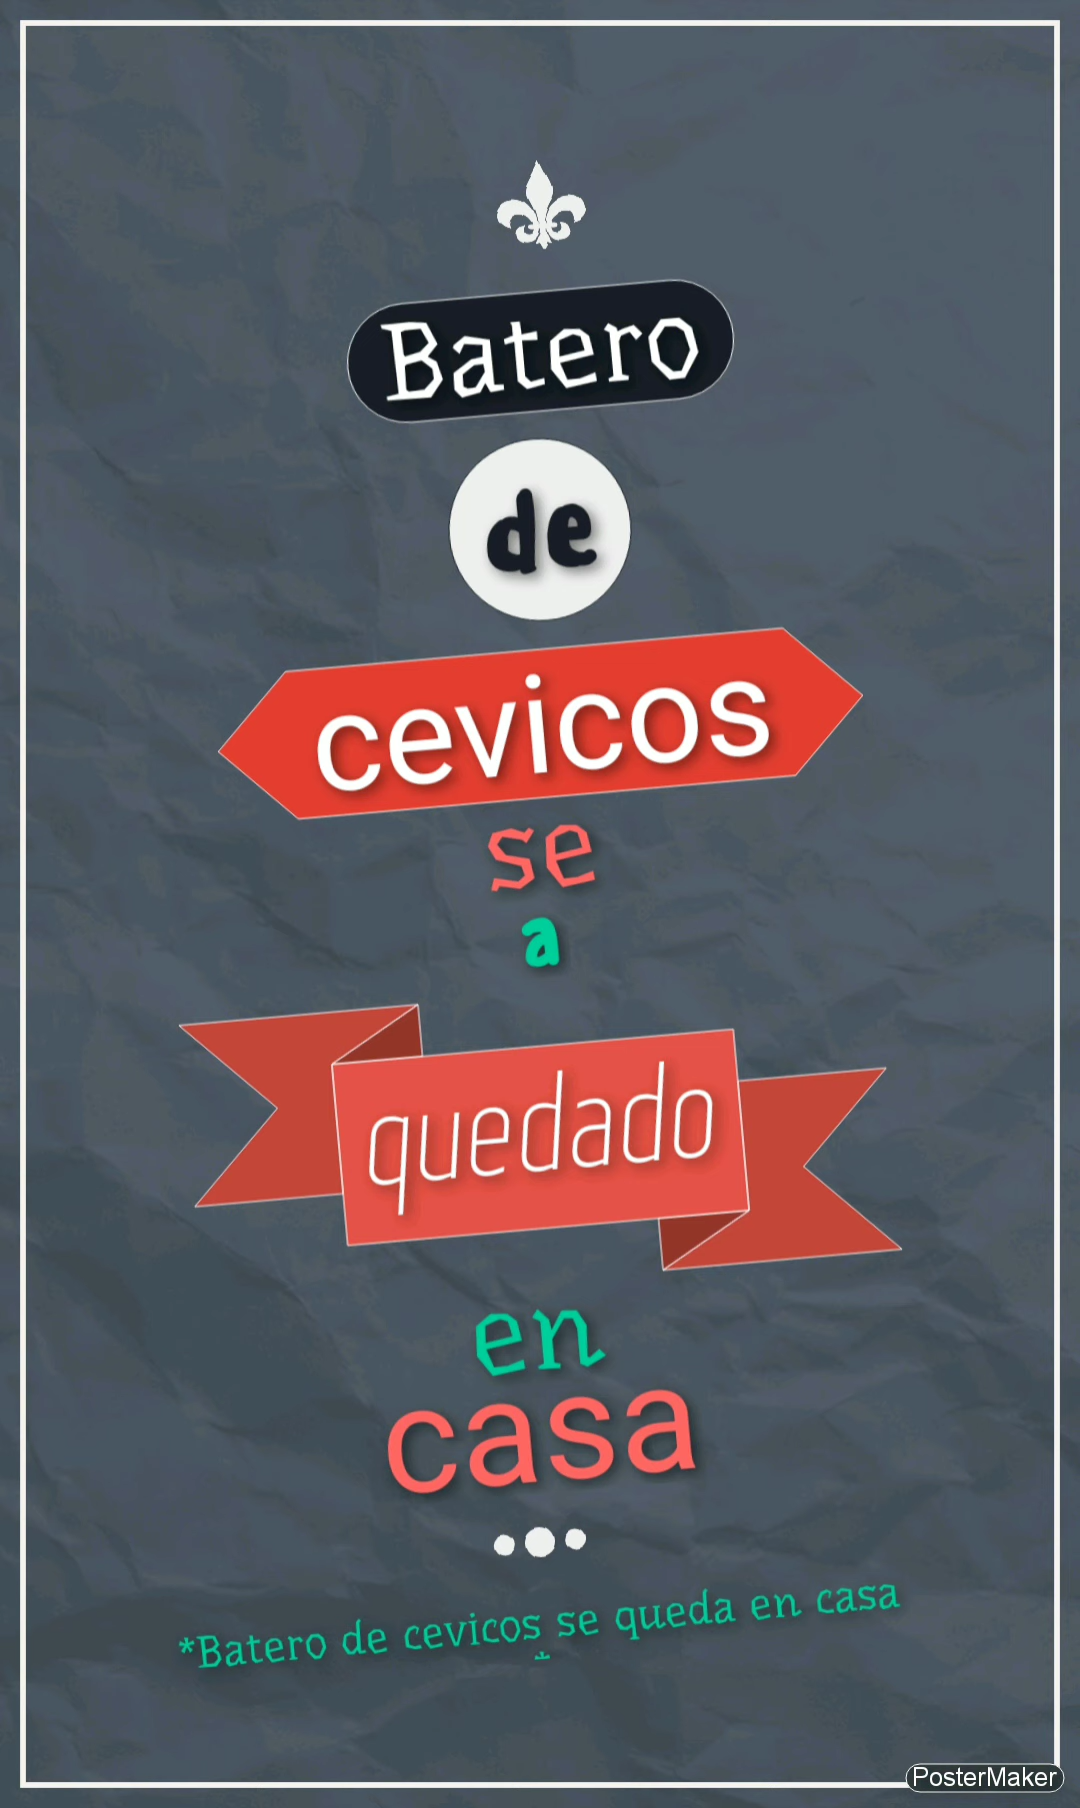 Batero
de
cevicos
se
a
quedado
en
casa
*Batero de cevicos se queda en casa
*
PosterMaker